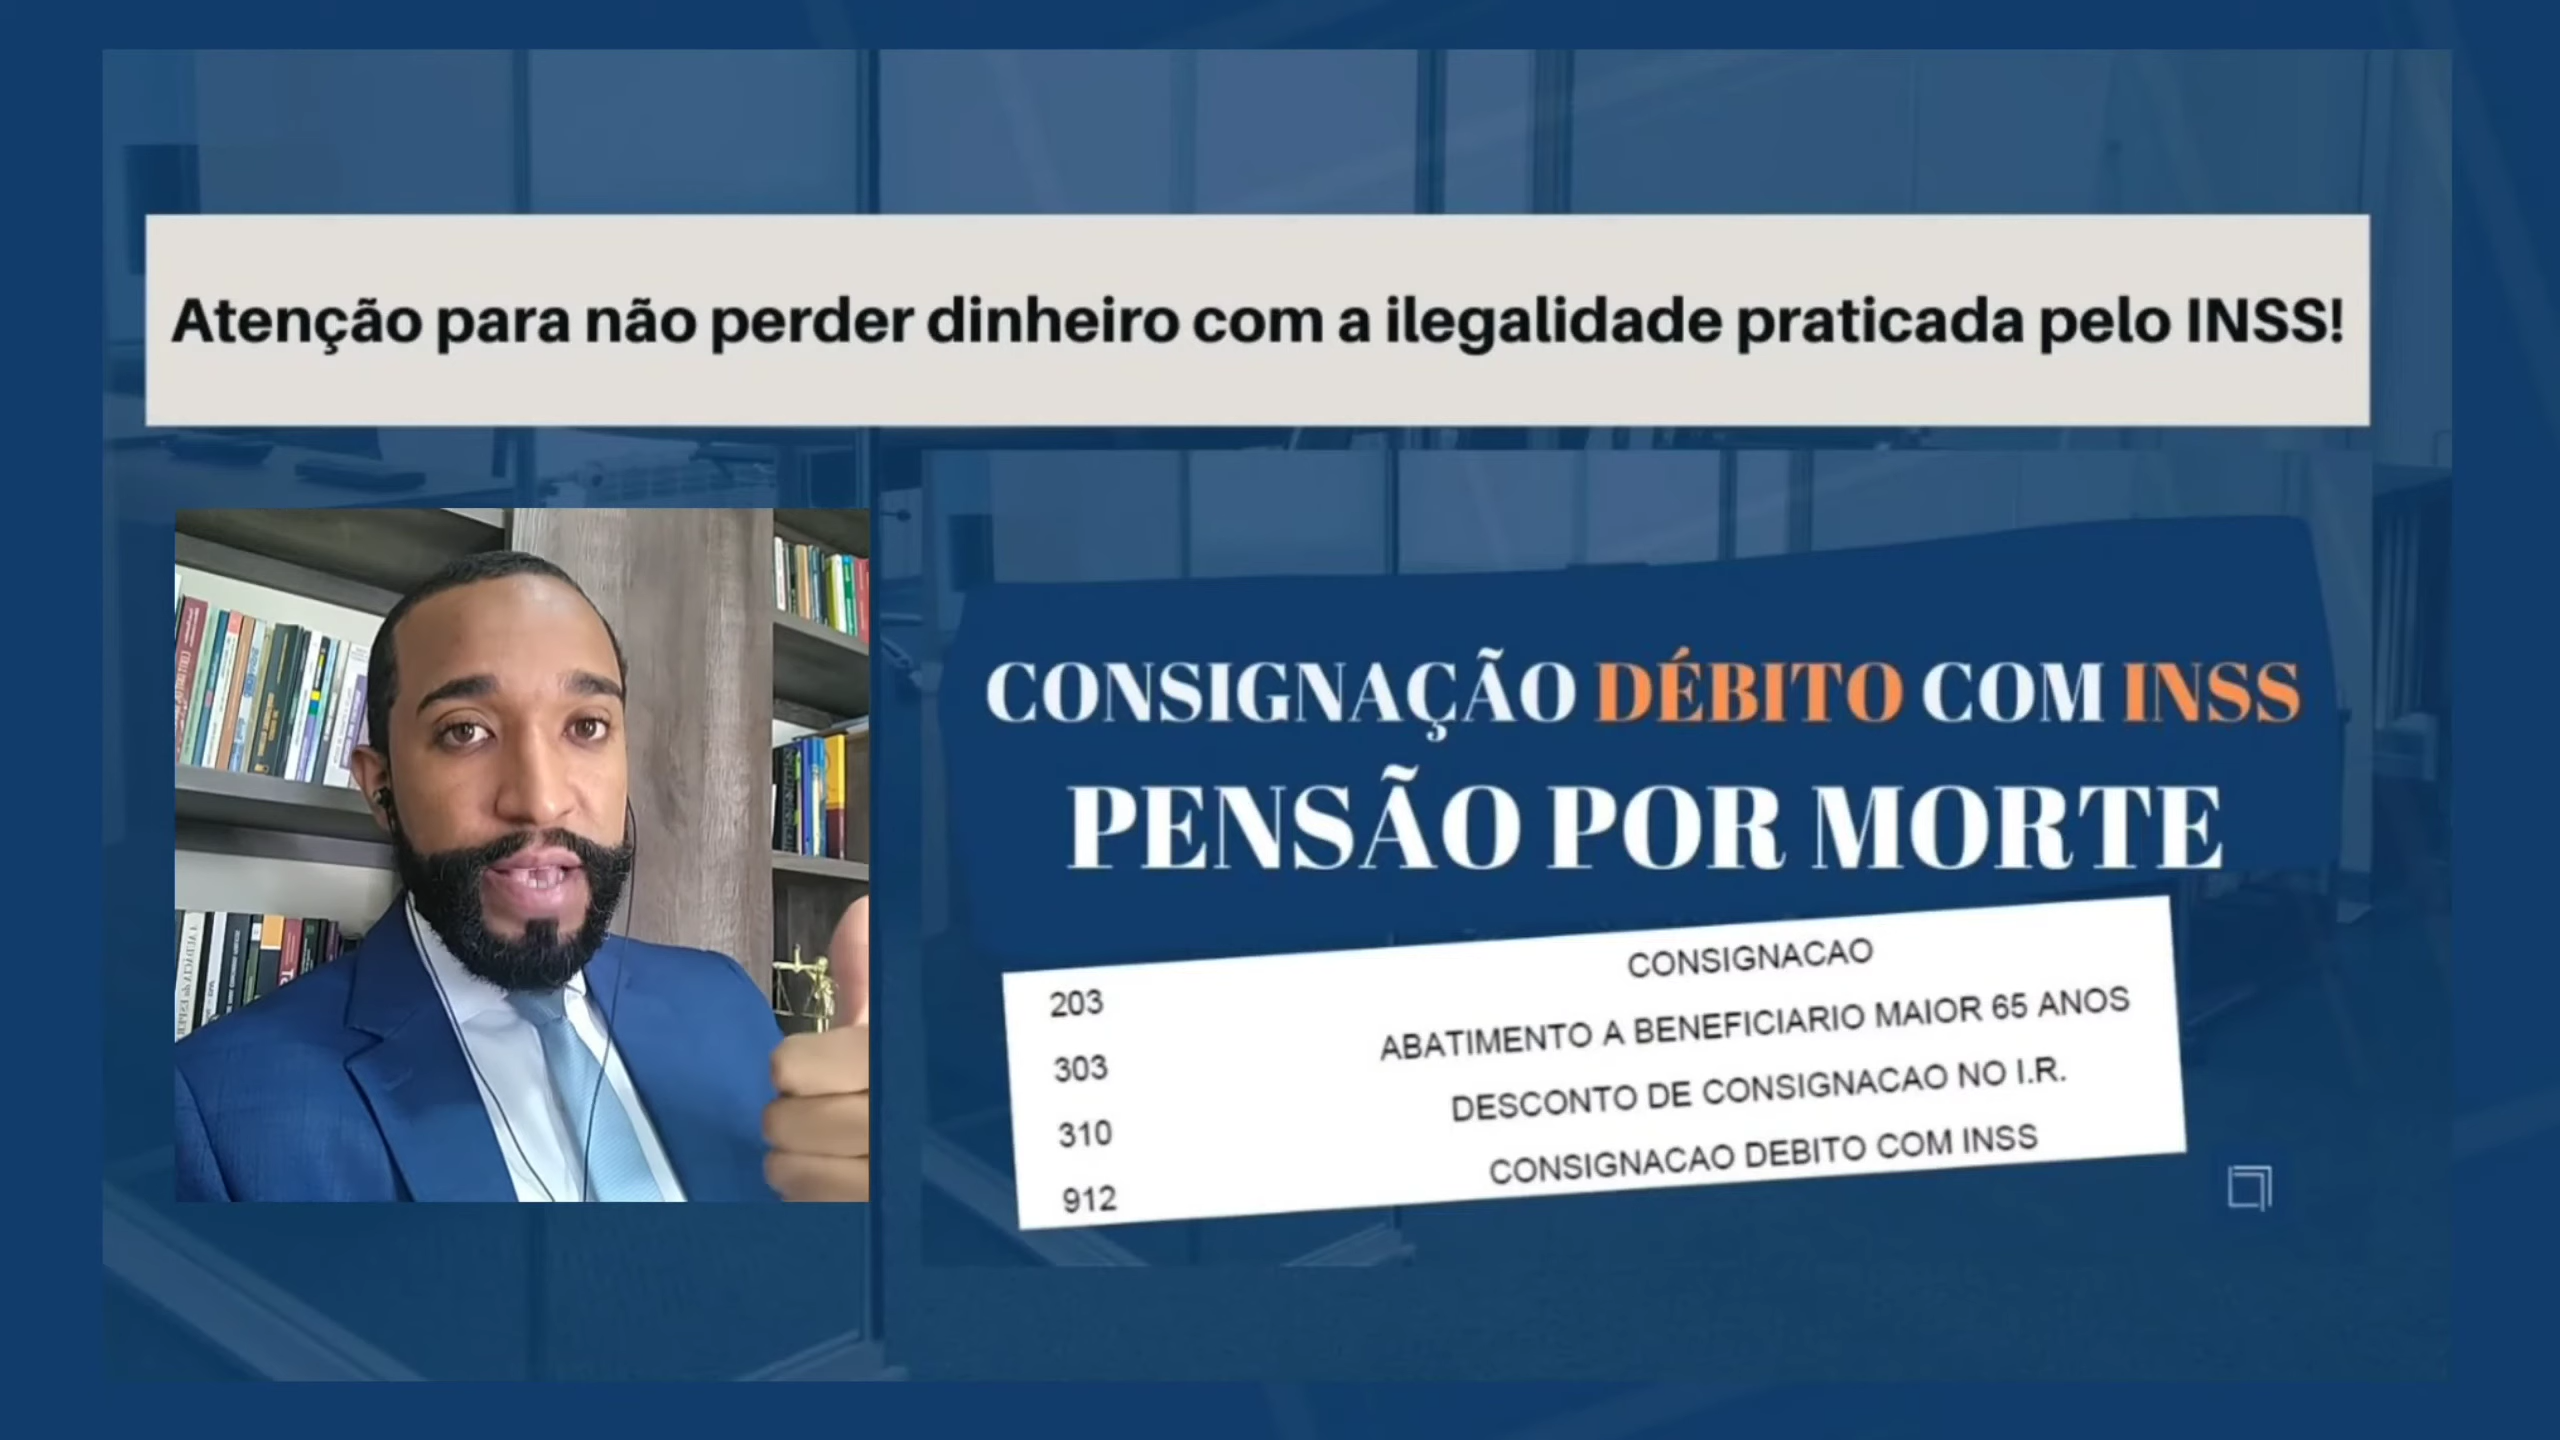 Atenção para não perder dinheiro com a ilegalidade praticada pelo INSS!
CONSIGNAÇÃO DÉBITO COM INSS
PENSÃO POR MORTE
CONSIGNACAO
203 ABATIMENTO A BENEFICIARIO MAIOR 65 ANOS
303 DESCONTO DE CONSIGNACAO NO I.R.
310 CONSIGNACAO DEBITO COM INSS
912